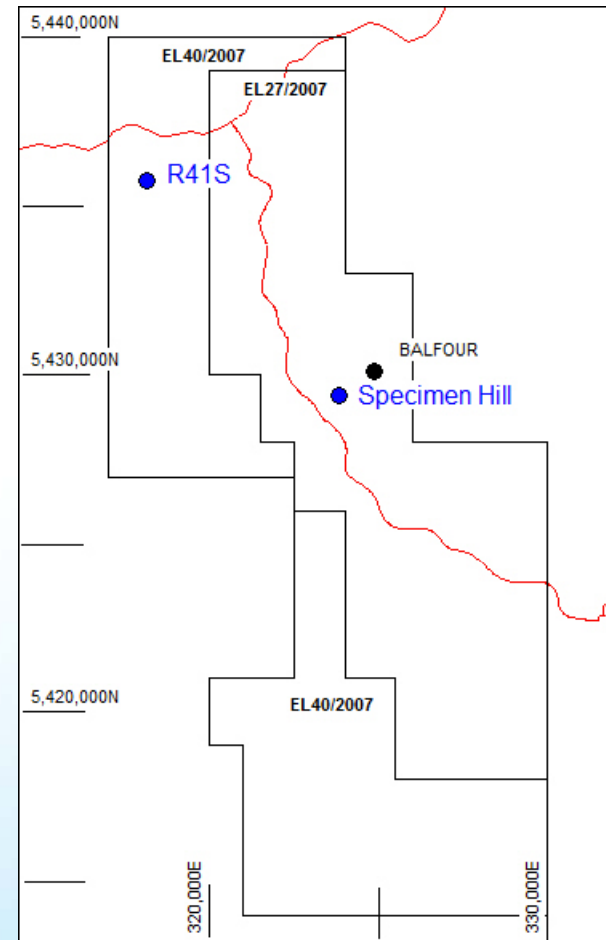 5,440,000N
EL40/2007
EL27/2007
R41S
BALFOUR
5,430,000N
Specimen Hill
5,420,000N
EL40/2007
320,000E
330,000E